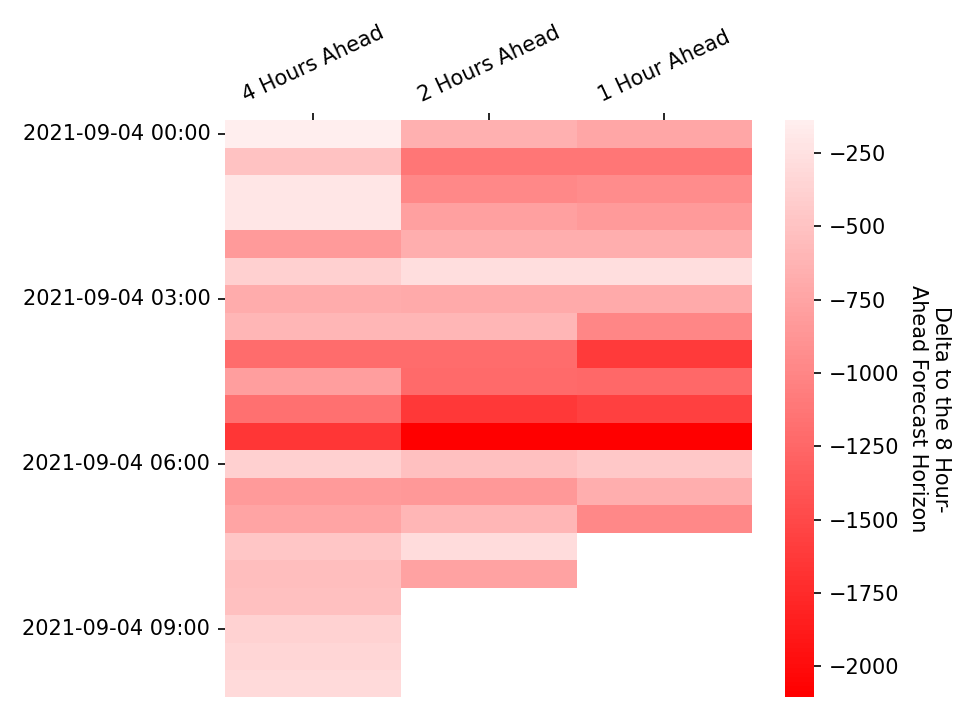 4 Hours Ahead
2 Hours Ahead
1 Hour Ahead
2021-09-04 00:00
2021-09-04 03:00
2021-09-04 06:00
2021-09-04 09:00
−250
−500
−750
−1000
−1250
−1500
−1750
−2000
Delta to the 8 Hour-
Ahead Forecast Horizon